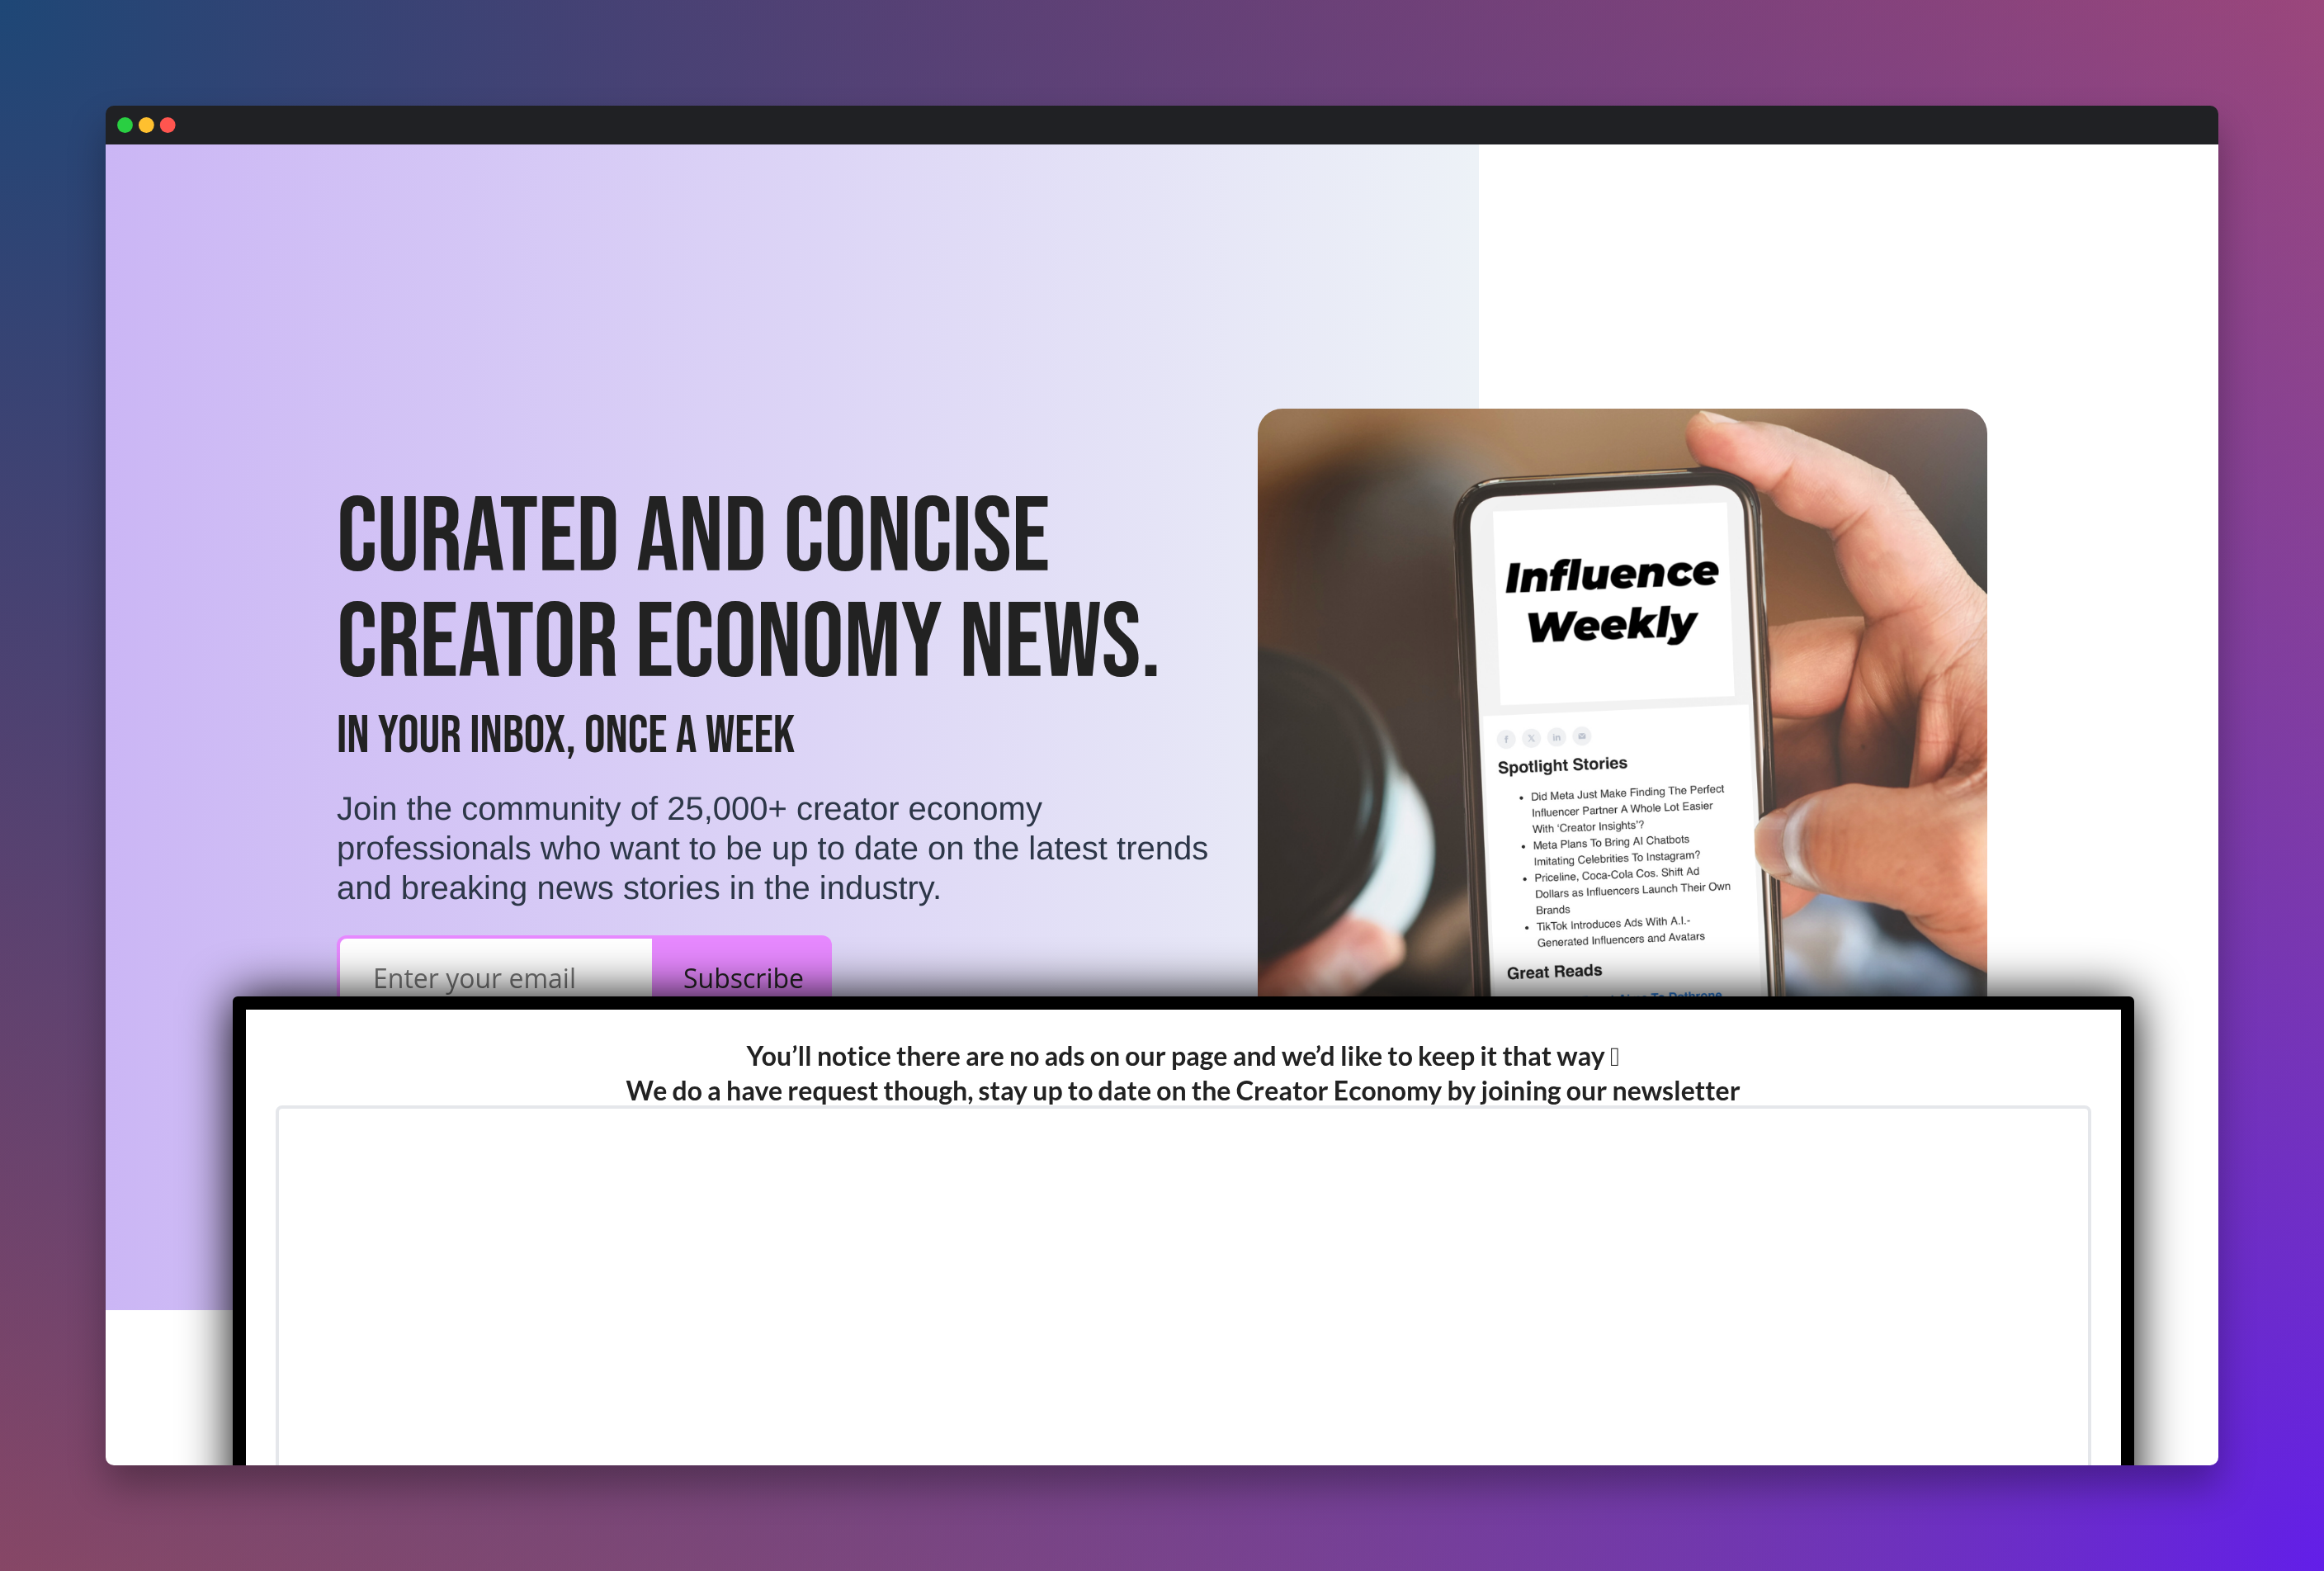 CURATED AND CONCISE
CREATOR ECONOMY NEWS.
IN YOUR INBOX, ONCE A WEEK
Join the community of 25,000+ creator economy
professionals who want to be up to date on the latest trends
and breaking news stories in the industry.
Enter your email
Subscribe
Influence
Weekly
Spotlight Stories
• Did Meta Just Make Finding The Perfect
Influencer Partner A Whole Lot Easier
With ‘Creator Insights’?
• Meta Plans To Bring AI Chatbots
Imitating Celebrities To Instagram?
• Priceline, Coca-Cola Cos. Shift Ad
Dollars as Influencers Launch Their Own
Brands
• TikTok Introduces Ads With A.I.-
Generated Influencers and Avatars
Great Reads
You’ll notice there are no ads on our page and we’d like to keep it that way
We do a have request though, stay up to date on the Creator Economy by joining our newsletter